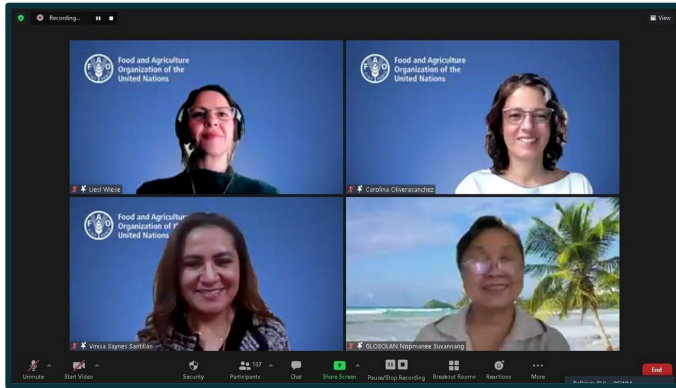 Recording...
View
Food and Agriculture
Organization of the
United Nations
Liesl Wiese
Food and Agriculture
Organization of the
United Nations
Carolina Oliverasanchez
Food and Agriculture
Organization of t
United Nations
Vinisa Saynes Santillán
GLOSOLAN Nopmanee Suvannang
Unmute
Start Video
Security
187
Participants
Chat
Share Screen
Pause/Stop Recording
Breakout Rooms
Reactions
More
End